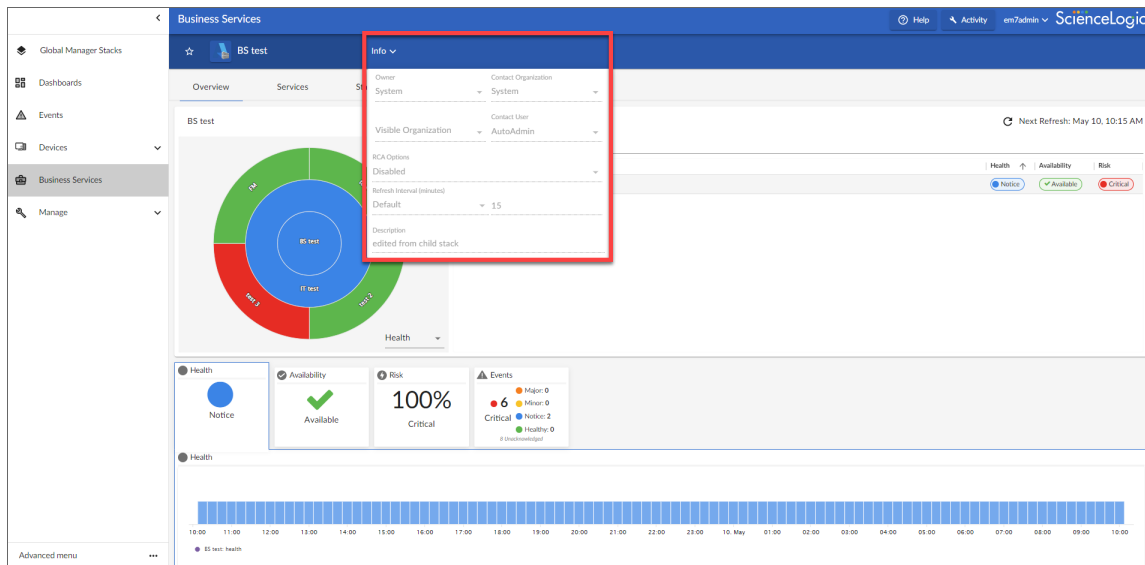 Business Services
Help
Activity
em7admin
ScienceLogic
Global Manager Stacks
Dashboards
Events
Devices
Business Services
Manage
Advanced menu
BS test
Info
Overview
Services
Owner
Contact Organization
System
System
Contact User
Visible Organization
AutoAdmin
RCA Options
Disabled
Refresh Interval (minutes)
Default
15
Description
edited from child stack
BS test
Next Refresh: May 10, 10:15 AM
Health
Availability
Risk
Notice
Available
Critical
BS test
IT test
test 3
test 2
Health
Health
Notice
Availability
Available
Risk
100%
Critical
Events
6
Critical
Major: 0
Minor: 0
Notice: 2
Healthy: 0
8 Unacknowledged
Health
10:00 11:00 12:00 13:00 14:00 15:00 16:00 17:00 18:00 19:00 20:00 21:00 22:00 23:00 10. May 01:00 02:00 03:00 04:00 05:00 06:00 07:00 08:00 09:00 10:00
BS test: health